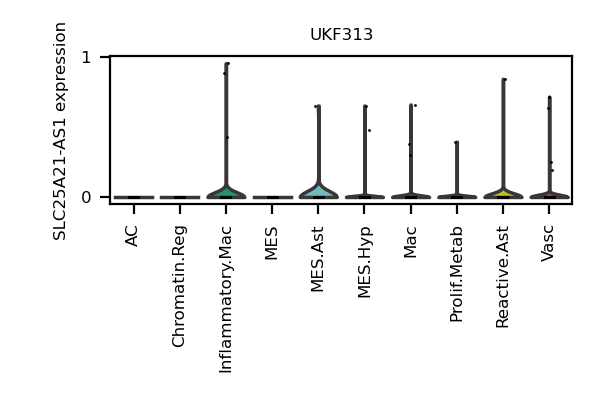 UKF313
SLC25A21-AS1 expression
1
0
AC
Chromatin.Reg
Inflammatory.Mac
MES
MES.Ast
MES.Hyp
Mac
Prolif.Metab
Reactive.Ast
Vasc